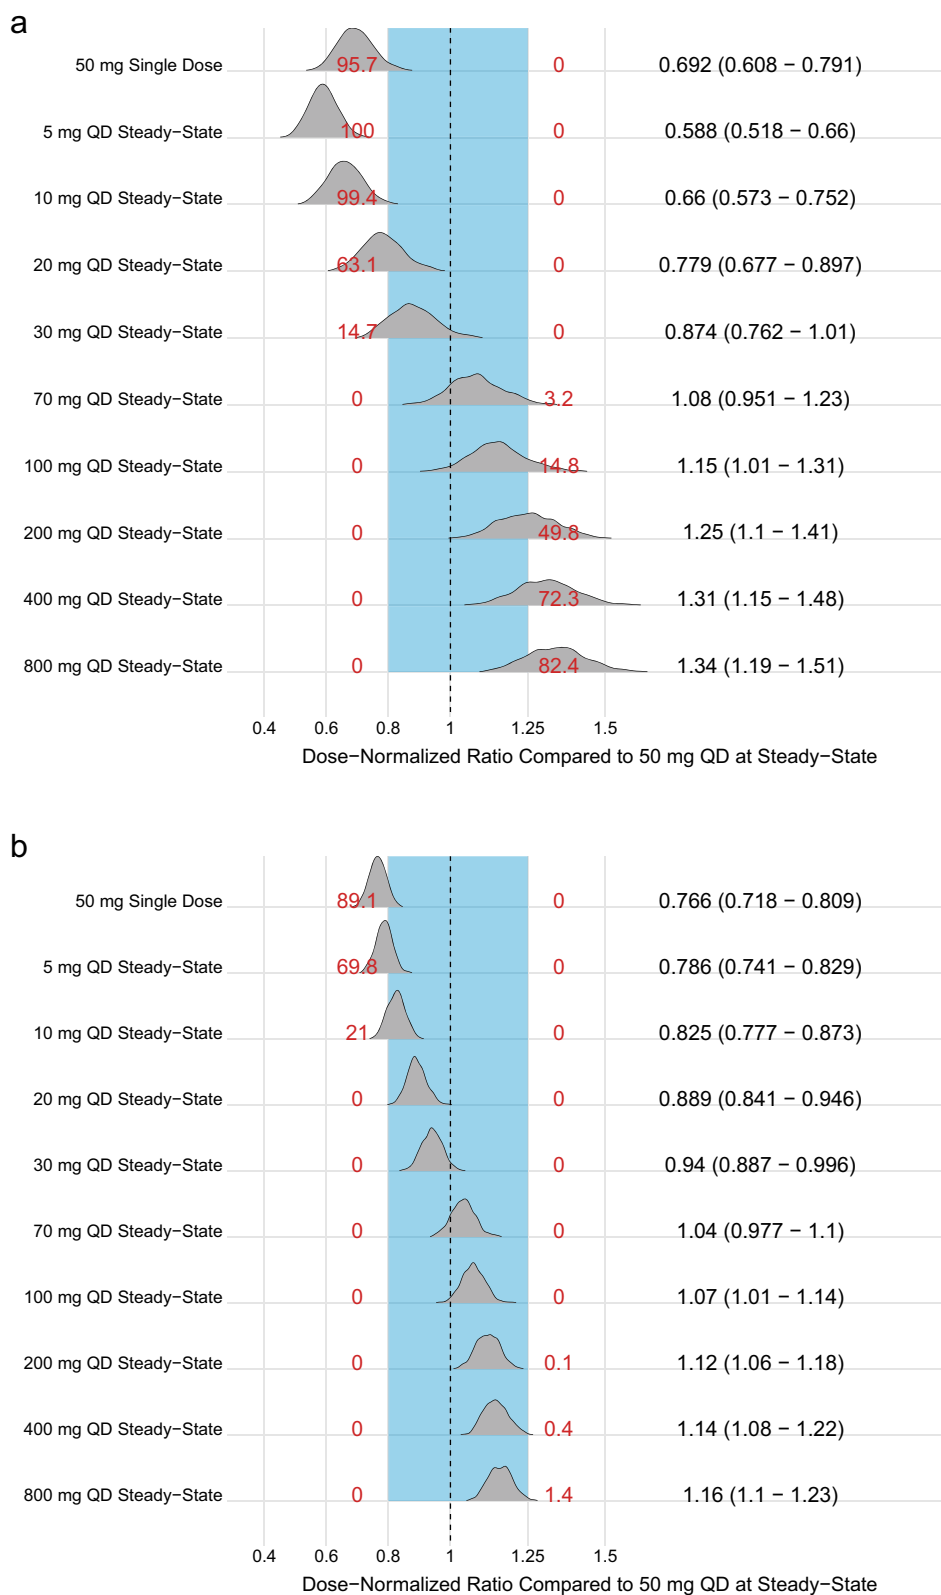 a
50 mg Single Dose 95.7 0 0.692 (0.608 − 0.791)
5 mg QD Steady−State 100 0 0.588 (0.518 − 0.66)
10 mg QD Steady−State 99.4 0 0.66 (0.573 − 0.752)
20 mg QD Steady−State 63.1 0 0.779 (0.677 − 0.897)
30 mg QD Steady−State 14.7 0 0.874 (0.762 − 1.01)
70 mg QD Steady−State 0 3.2 1.08 (0.951 − 1.23)
100 mg QD Steady−State 0 14.8 1.15 (1.01 − 1.31)
200 mg QD Steady−State 0 49.8 1.25 (1.1 − 1.41)
400 mg QD Steady−State 0 72.3 1.31 (1.15 − 1.48)
800 mg QD Steady−State 0 82.4 1.34 (1.19 − 1.51)
0.4 0.6 0.8 1 1.25 1.5
Dose−Normalized Ratio Compared to 50 mg QD at Steady−State
b
50 mg Single Dose 89.1 0 0.766 (0.718 − 0.809)
5 mg QD Steady−State 69.8 0 0.786 (0.741 − 0.829)
10 mg QD Steady−State 21 0 0.825 (0.777 − 0.873)
20 mg QD Steady−State 0 0 0.889 (0.841 − 0.946)
30 mg QD Steady−State 0 0 0.94 (0.887 − 0.996)
70 mg QD Steady−State 0 0 1.04 (0.977 − 1.1)
100 mg QD Steady−State 0 0 1.07 (1.01 − 1.14)
200 mg QD Steady−State 0 0.1 1.12 (1.06 − 1.18)
400 mg QD Steady−State 0 0.4 1.14 (1.08 − 1.22)
800 mg QD Steady−State 0 1.4 1.16 (1.1 − 1.23)
0.4 0.6 0.8 1 1.25 1.5
Dose−Normalized Ratio Compared to 50 mg QD at Steady−State